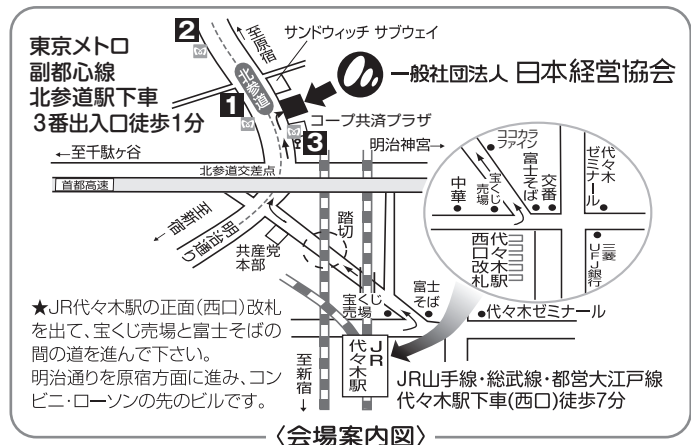 東京メトロ
副都心線
北参道駅下車
3番出入口徒歩1分
2
至原宿
サンドウィッチ サブウェイ
北参道
一般社団法人 日本経営協会
1
コープ共済プラザ
3
明治神宮→
←至千駄ヶ谷
北参道交差点
首都高速
至新宿
明治通り
共産党
本部
踏切
宝くじ
売場
富士
そば
代々木ゼミナール
JR
代々木駅
至新宿→
ココカラ
ファイン
中華
宝くじ
売場
富士そば
交番
代々木
ゼミナール
代々木駅
西口改札
三菱
UFJ銀行
★JR代々木駅の正面(西口)改札
を出て、宝くじ売場と富士そばの
間の道を進んで下さい。
明治通りを原宿方面に進み、コン
ビニ・ローソンの先のビルです。
JR山手線・総武線・都営大江戸線
代々木駅下車(西口)徒歩7分
〈会場案内図〉